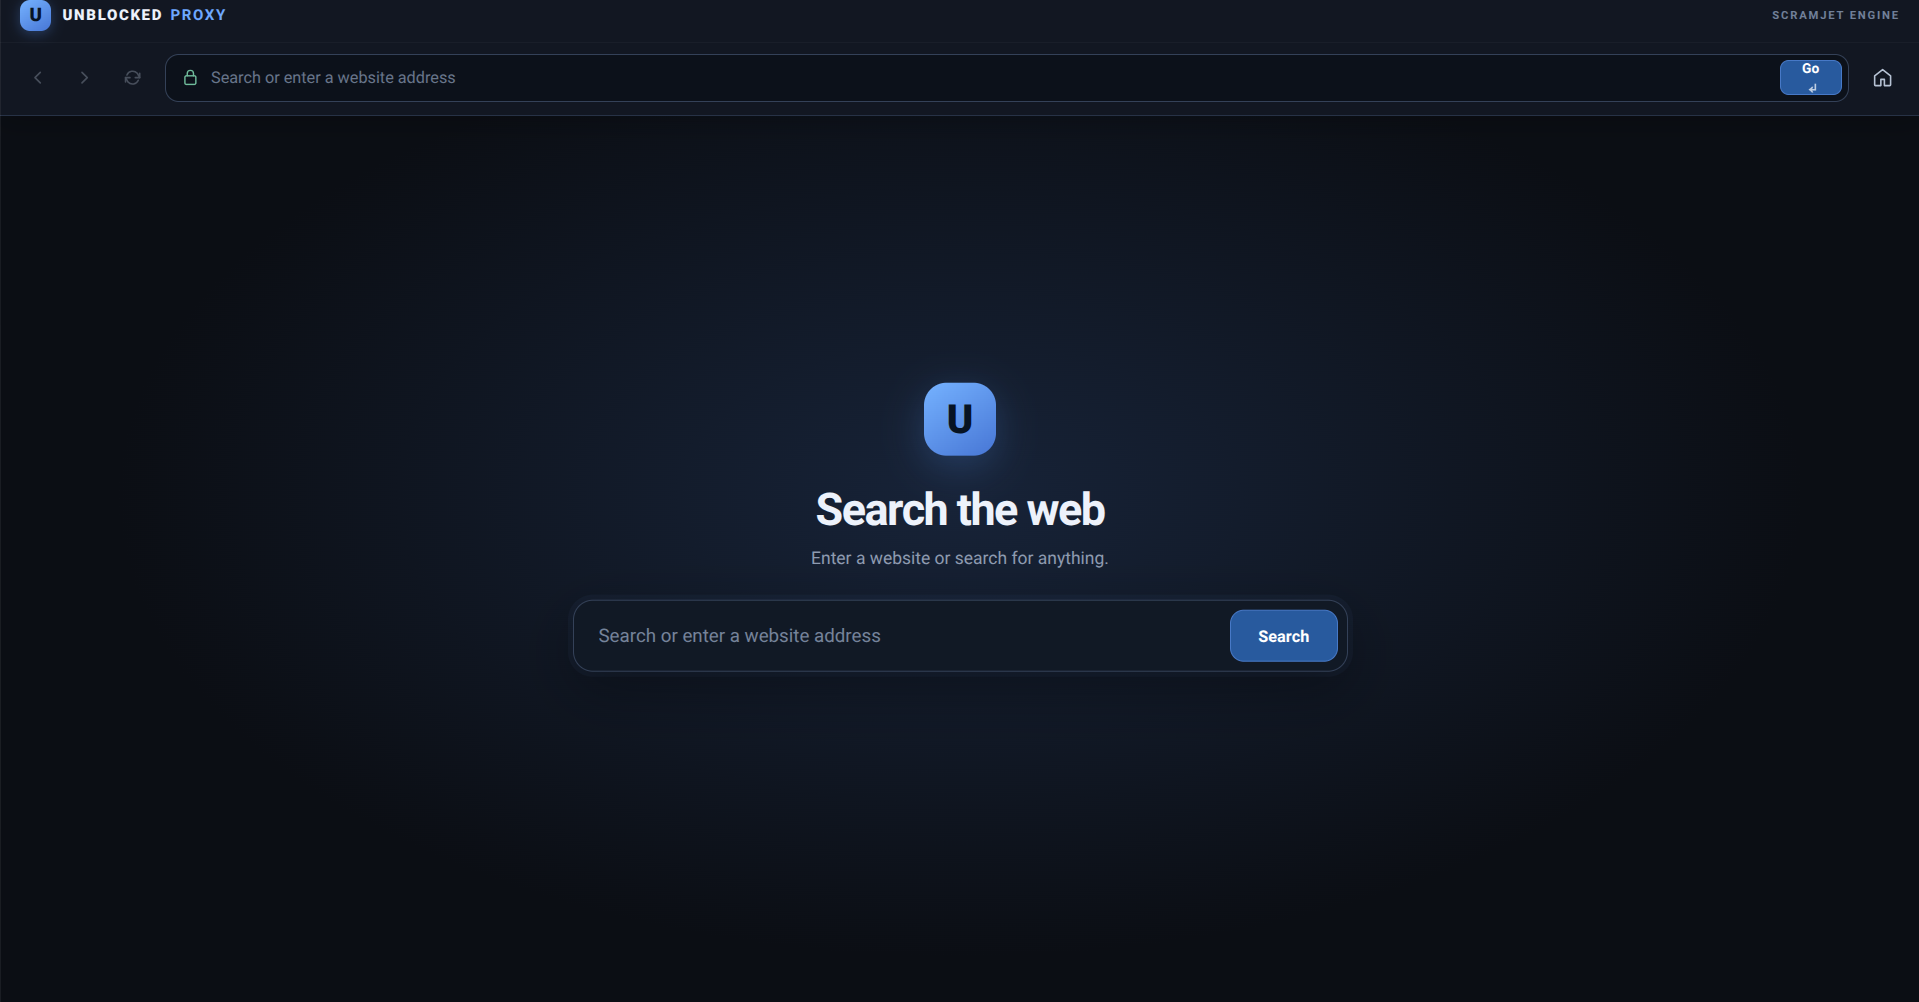 U UNBLOCKED PROXY
SCRAMJET ENGINE
Search or enter a website address
Go
↵
U
Search the web
Enter a website or search for anything.
Search or enter a website address
Search